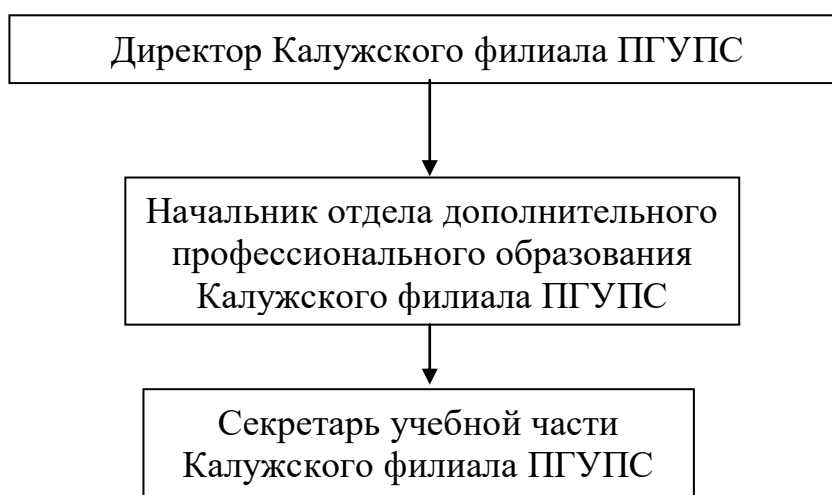 Директор Калужского филиала ПГУПС
Начальник отдела дополнительного
профессионального образования
Калужского филиала ПГУПС
Секретарь учебной части
Калужского филиала ПГУПС